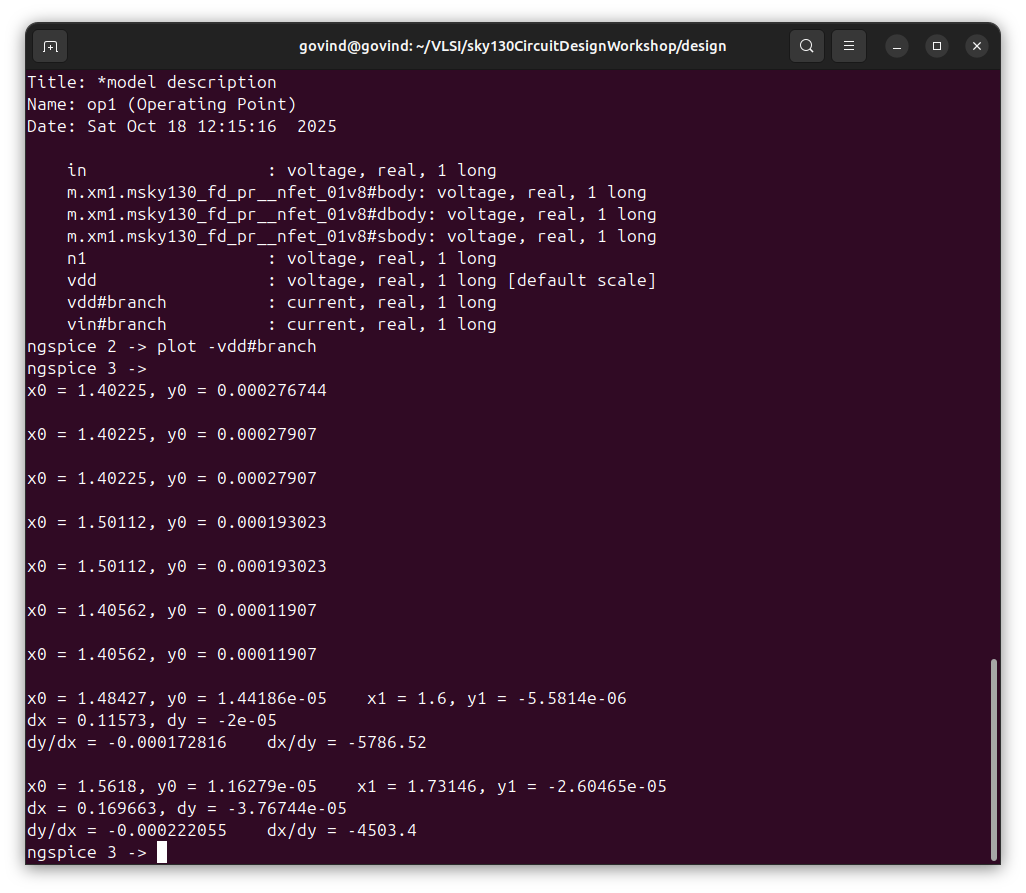 govind@govind: ~/VLSI/sky130CircuitDesignWorkshop/design
Title: *model description
Name: op1 (Operating Point)
Date: Sat Oct 18 12:15:16  2025
in                  : voltage, real, 1 long
m.xm1.msky130_fd_pr__nfet_01v8#body: voltage, real, 1 long
m.xm1.msky130_fd_pr__nfet_01v8#dbody: voltage, real, 1 long
m.xm1.msky130_fd_pr__nfet_01v8#sbody: voltage, real, 1 long
n1                  : voltage, real, 1 long
vdd                 : voltage, real, 1 long [default scale]
vdd#branch          : current, real, 1 long
vin#branch          : current, real, 1 long
ngspice 2 -> plot -vdd#branch
ngspice 3 ->
x0 = 1.40225, y0 = 0.000276744
x0 = 1.40225, y0 = 0.00027907
x0 = 1.40225, y0 = 0.00027907
x0 = 1.50112, y0 = 0.000193023
x0 = 1.50112, y0 = 0.000193023
x0 = 1.40562, y0 = 0.00011907
x0 = 1.40562, y0 = 0.00011907
x0 = 1.48427, y0 = 1.44186e-05    x1 = 1.6, y1 = -5.5814e-06
dx = 0.11573, dy = -2e-05
dy/dx = -0.000172816    dx/dy = -5786.52
x0 = 1.5618, y0 = 1.16279e-05    x1 = 1.73146, y1 = -2.60465e-05
dx = 0.169663, dy = -3.76744e-05
dy/dx = -0.000222055    dx/dy = -4503.4
ngspice 3 ->